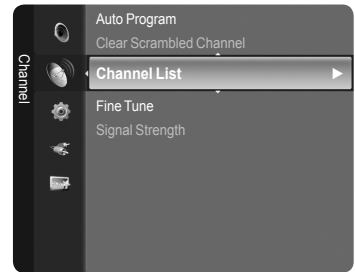 Channel
Auto Program
Clear Scrambled Channel
Channel List
Fine Tune
Signal Strength